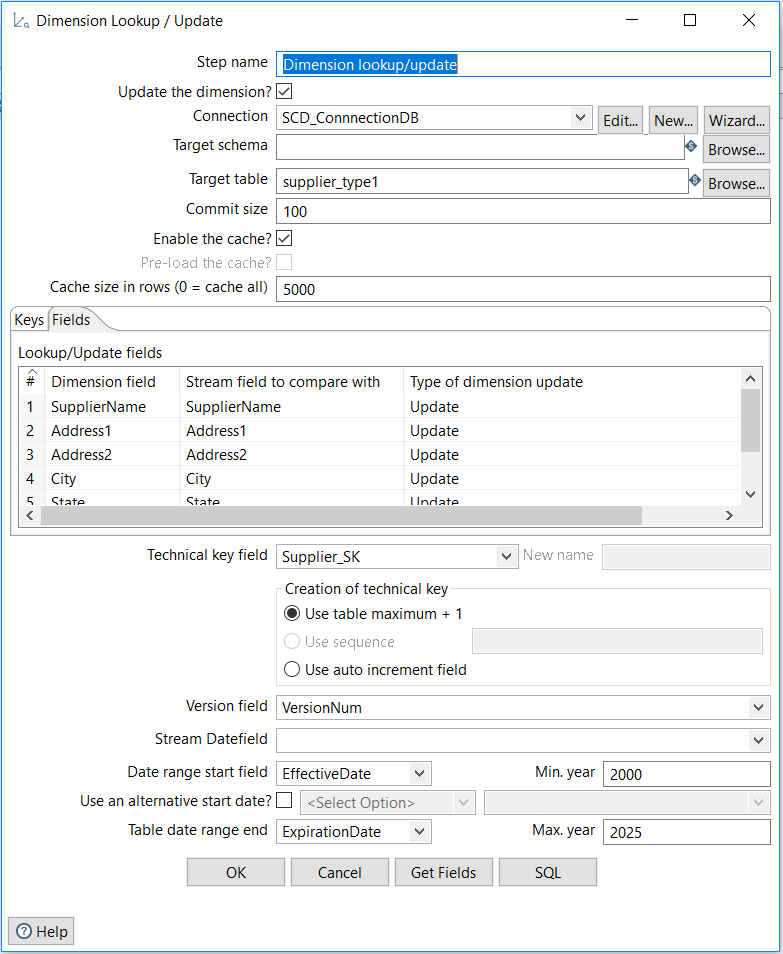 Dimension Lookup / Update
Step name Dimension lookup/update
Update the dimension?
Connection SCD_ConnnectionDB Edit... New... Wizard...
Target schema Browse...
Target table supplier_type1 Browse...
Commit size 100
Enable the cache?
Pre-load the cache?
Cache size in rows (0 = cache all) 5000
Keys Fields
Lookup/Update fields
# Dimension field Stream field to compare with Type of dimension update
1 SupplierName SupplierName Update
2 Address1 Address1 Update
3 Address2 Address2 Update
4 City City Update
5 State State Update
Technical key field Supplier_SK New name
Creation of technical key
Use table maximum + 1
Use sequence
Use auto increment field
Version field VersionNum
Stream Datefield
Date range start field EffectiveDate Min. year 2000
Use an alternative start date? <Select Option>
Table date range end ExpirationDate Max. year 2025
OK Cancel Get Fields SQL
Help